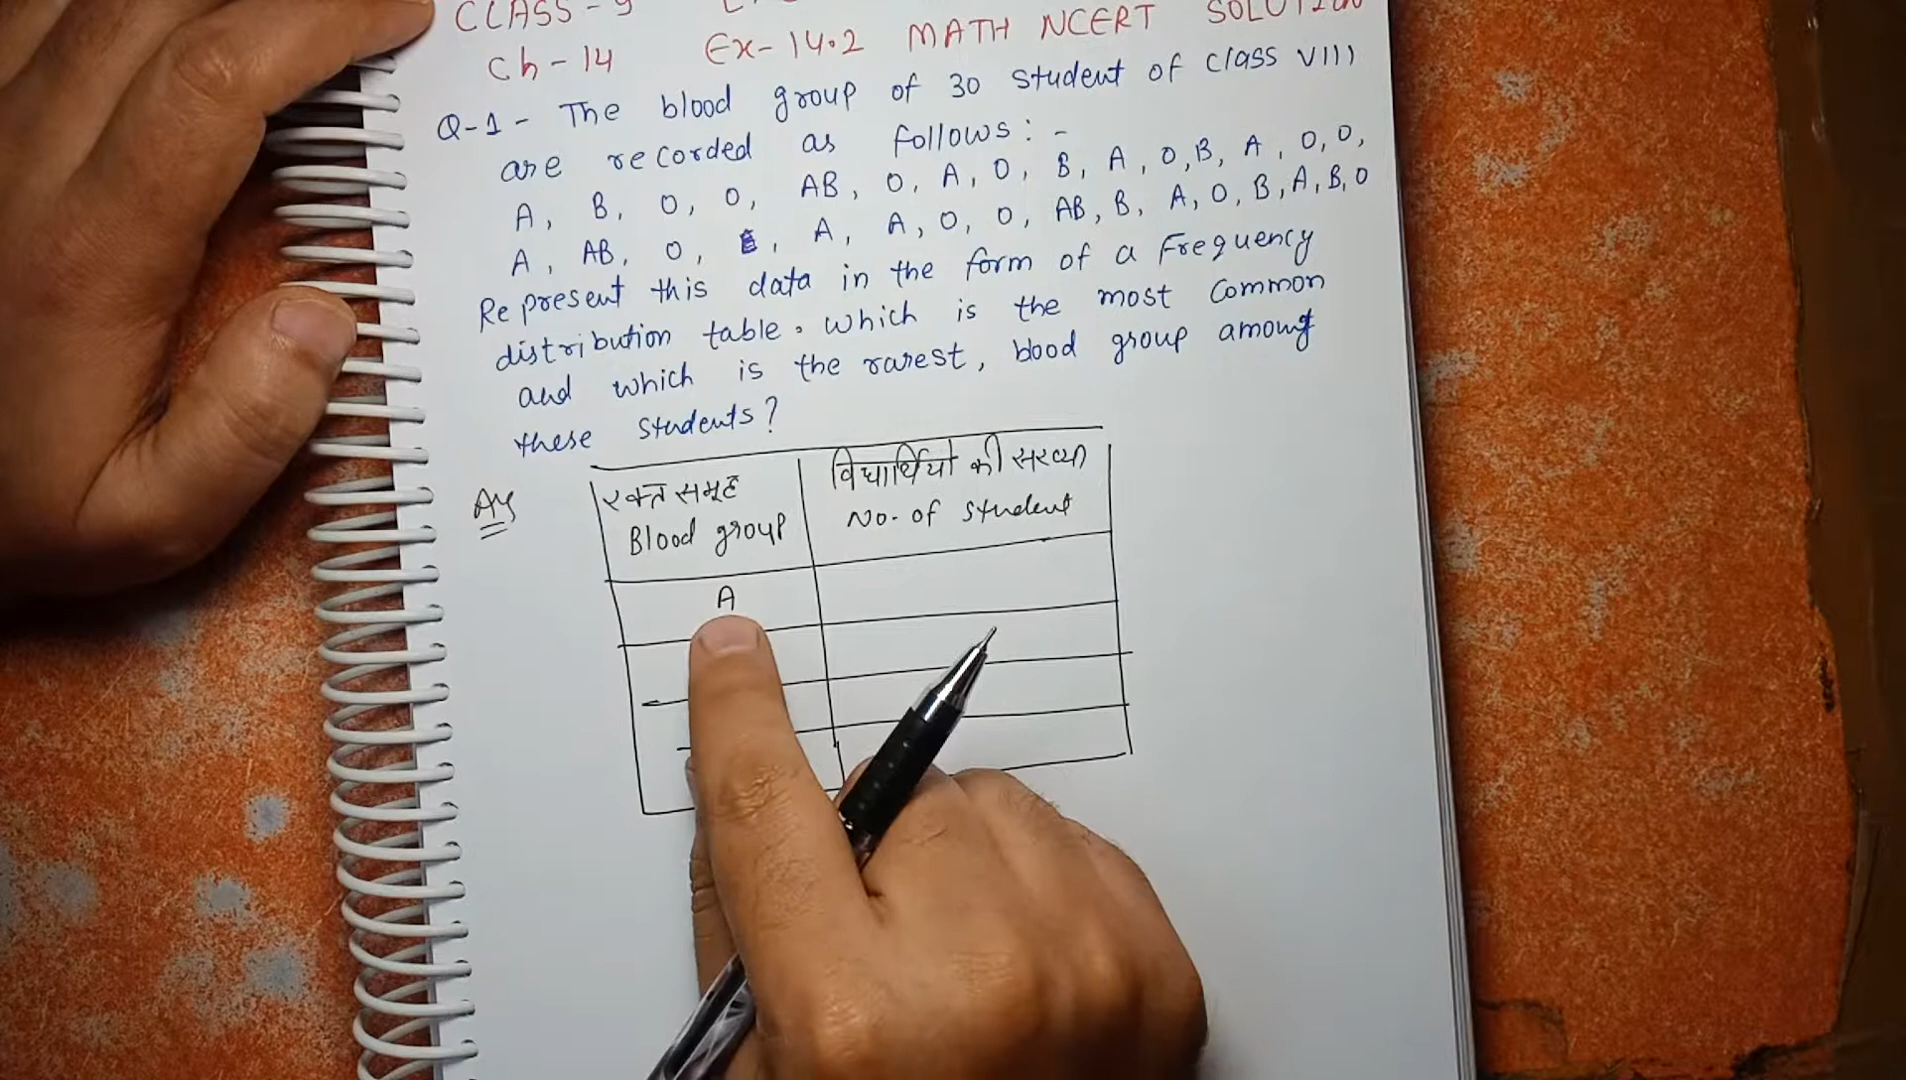 CLASS - 9
Ch - 14 Ex - 14.2 MATH NCERT SOLUTION
Q-1 - The blood group of 30 student of class VIII
are recorded as follows: -
A, B, O, O, AB, O, A, O, B, A, O, B, A, O, O,
A, AB, O, , A, A, O, O, AB, B, A, O, B, A, B, O
Represent this data in the form of a Frequency
distribution table. which is the most common
and which is the rarest, blood group among
these students?
Ans
रक्त समूह
Blood group
विधार्थियो की सख्या
No. of student
A